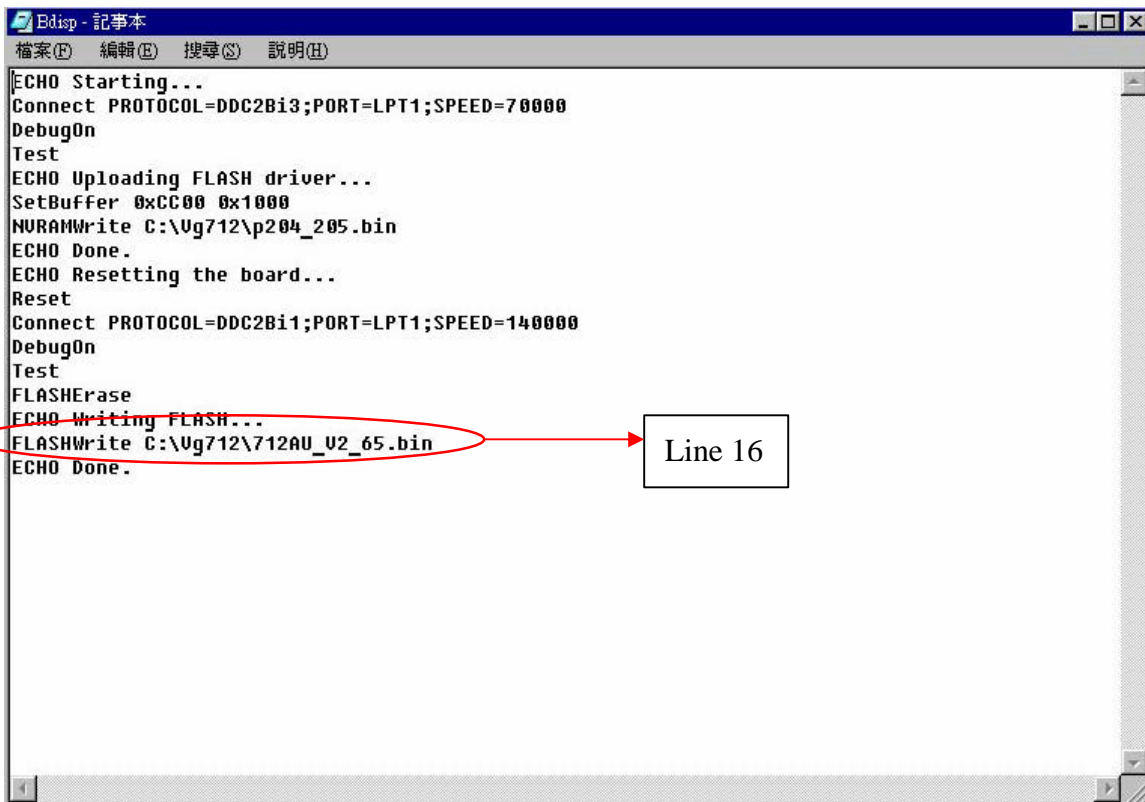 Bdisp - 記事本
檔案(F) 編輯(E) 搜尋(S) 說明(H)
ECHO Starting...
Connect PROTOCOL=DDC2Bi3;PORT=LPT1;SPEED=70000
DebugOn
Test
ECHO Uploading FLASH driver...
SetBuffer 0xCC00 0x1000
NVRAMWrite C:\Vg712\p204_205.bin
ECHO Done.
ECHO Resetting the board...
Reset
Connect PROTOCOL=DDC2Bi1;PORT=LPT1;SPEED=140000
DebugOn
Test
FLASHErase
ECHO Writing FLASH...
FLASHWrite C:\Vg712\712AU_V2_65.bin
Line 16
ECHO Done.